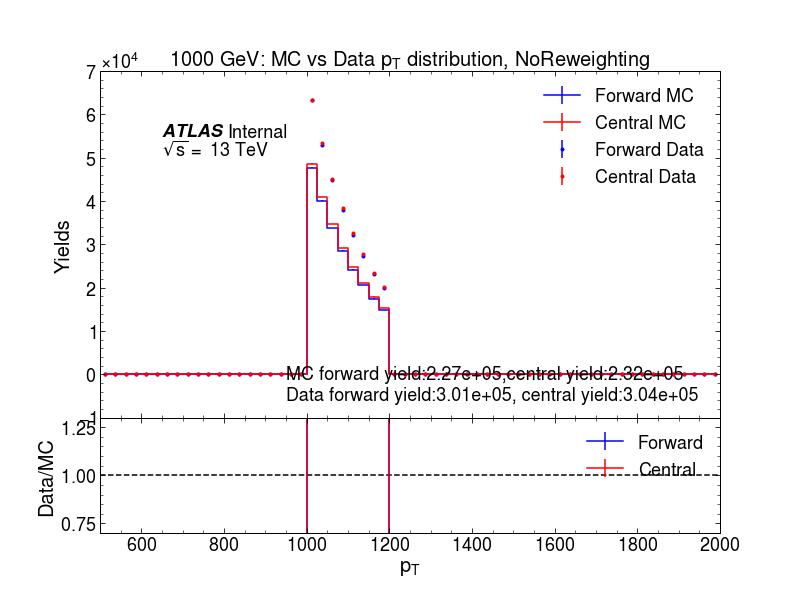 ×10⁴
1000 GeV: MC vs Data p_T distribution, NoReweighting
7
6
5
4
3
2
1
0
−1
Yields
ATLAS Internal
√s = 13 TeV
Forward MC
Central MC
Forward Data
Central Data
MC forward yield:2.27e+05,central yield:2.32e+05
Data forward yield:3.01e+05, central yield:3.04e+05
1.25
1.00
0.75
Data/MC
Forward
Central
600 800 1000 1200 1400 1600 1800 2000
p_T